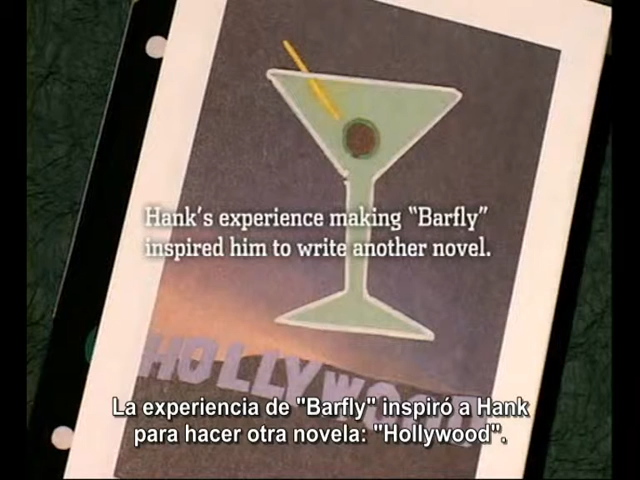 Hank's experience making "Barfly"
inspired him to write another novel.
HOLLYWOOD
La experiencia de "Barfly" inspiró a Hank
para hacer otra novela: "Hollywood".